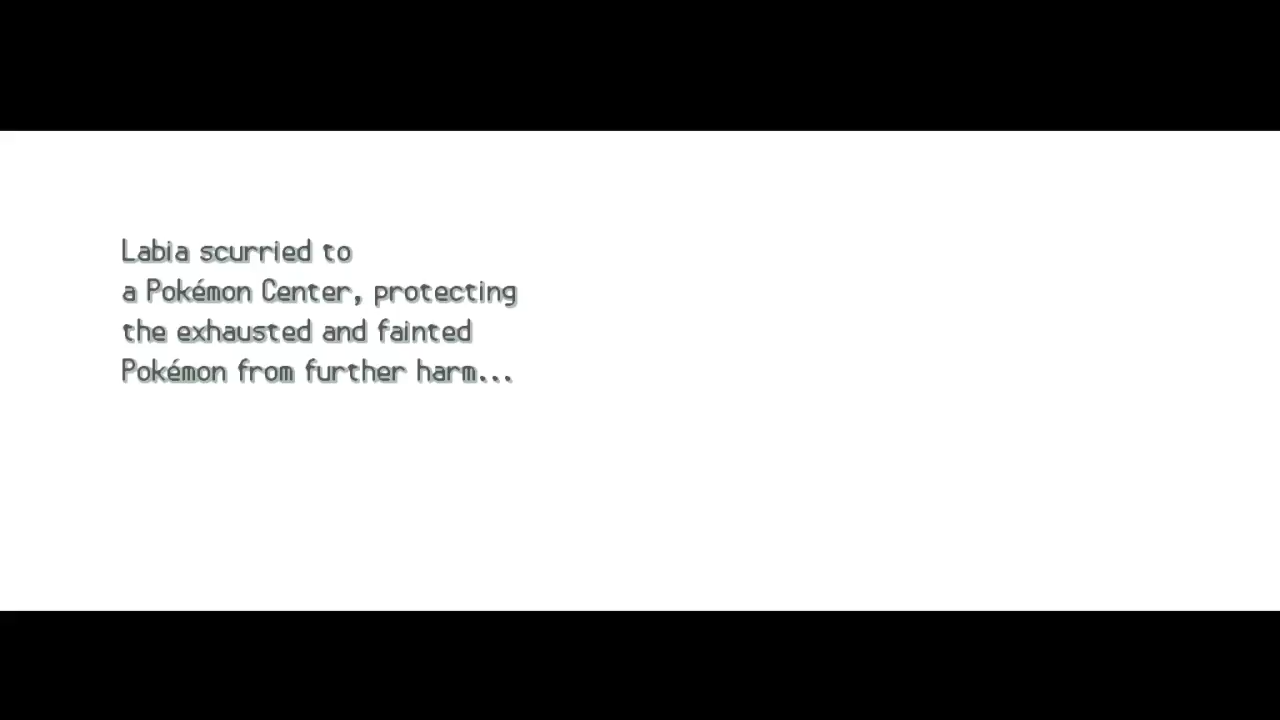 Labia scurried to
a Pokémon Center, protecting
the exhausted and fainted
Pokémon from further harm...